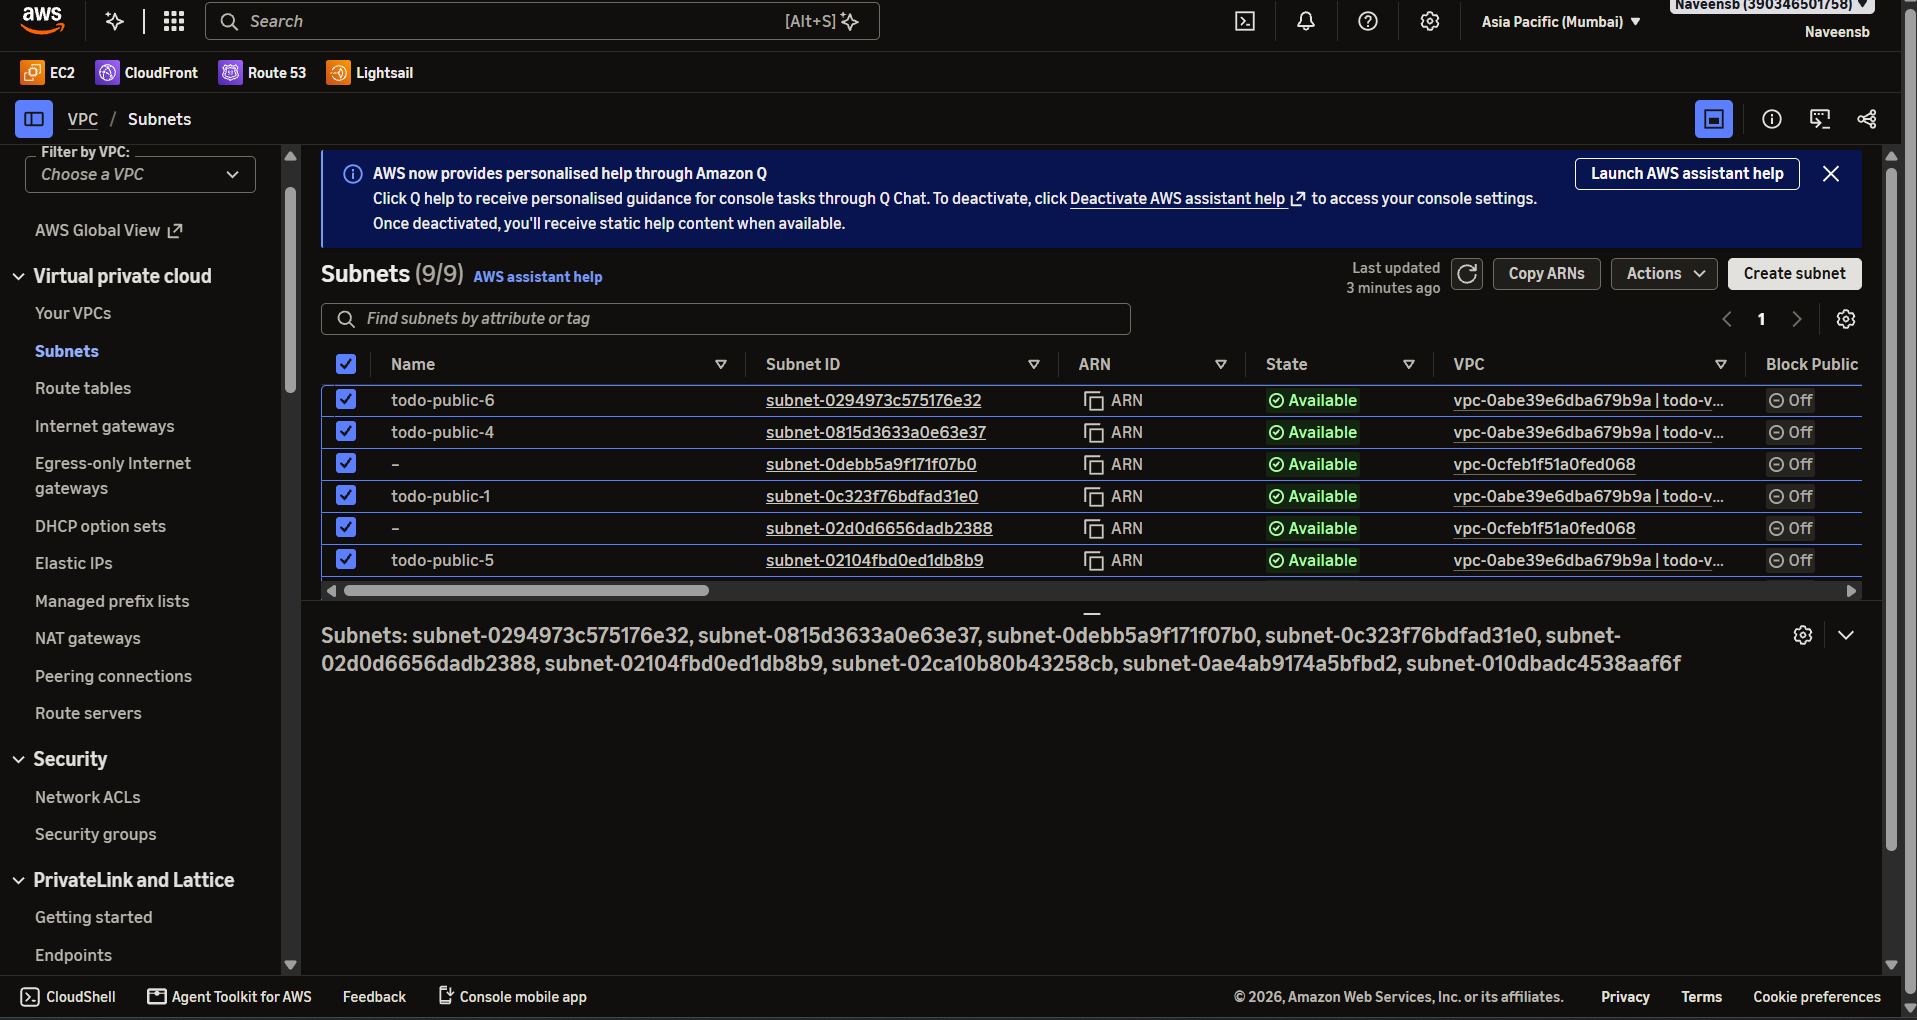 aws
Search
[Alt+S]
Asia Pacific (Mumbai)
Naveensb (390346501758)
Naveensb
EC2
CloudFront
Route 53
Lightsail
VPC / Subnets
Filter by VPC:
Choose a VPC
AWS Global View
Virtual private cloud
Your VPCs
Subnets
Route tables
Internet gateways
Egress-only Internet
gateways
DHCP option sets
Elastic IPs
Managed prefix lists
NAT gateways
Peering connections
Route servers
Security
Network ACLs
Security groups
PrivateLink and Lattice
Getting started
Endpoints
AWS now provides personalised help through Amazon Q
Click Q help to receive personalised guidance for console tasks through Q Chat. To deactivate, click Deactivate AWS assistant help to access your console settings.
Once deactivated, you'll receive static help content when available.
Launch AWS assistant help
Subnets (9/9) AWS assistant help
Last updated
3 minutes ago
Copy ARNs
Actions
Create subnet
Find subnets by attribute or tag
1
Name Subnet ID ARN State VPC Block Public
todo-public-6 subnet-0294973c575176e32 ARN Available vpc-0abe39e6dba679b9a | todo-v... Off
todo-public-4 subnet-0815d3633a0e63e37 ARN Available vpc-0abe39e6dba679b9a | todo-v... Off
– subnet-0debb5a9f171f07b0 ARN Available vpc-0cfeb1f51a0fed068 Off
todo-public-1 subnet-0c323f76bdfad31e0 ARN Available vpc-0abe39e6dba679b9a | todo-v... Off
– subnet-02d0d6656dadb2388 ARN Available vpc-0cfeb1f51a0fed068 Off
todo-public-5 subnet-02104fbd0ed1db8b9 ARN Available vpc-0abe39e6dba679b9a | todo-v... Off
Subnets: subnet-0294973c575176e32, subnet-0815d3633a0e63e37, subnet-0debb5a9f171f07b0, subnet-0c323f76bdfad31e0, subnet-
02d0d6656dadb2388, subnet-02104fbd0ed1db8b9, subnet-02ca10b80b43258cb, subnet-0ae4ab9174a5bfbd2, subnet-010dbadc4538aaf6f
CloudShell
Agent Toolkit for AWS
Feedback
Console mobile app
© 2026, Amazon Web Services, Inc. or its affiliates.
Privacy
Terms
Cookie preferences